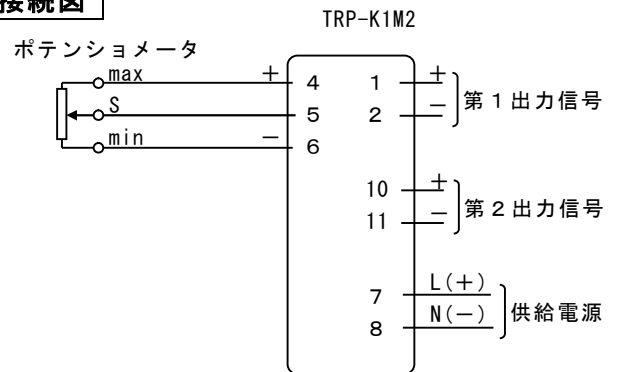 接続図
TRP-K1M2
ポテンショメータ
max
S
min
＋
－
4
5
6
1
2
＋
－
第１出力信号
10
11
＋
－
第２出力信号
7
8
L(＋)
N(－)
供給電源